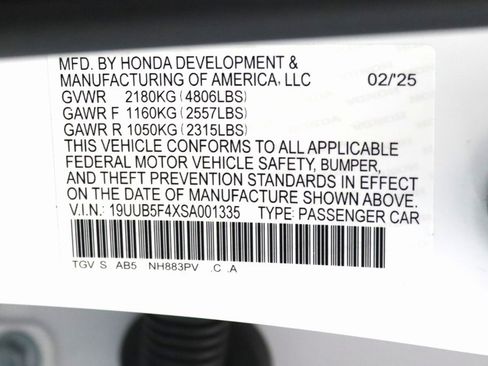 MFD. BY HONDA DEVELOPMENT &
MANUFACTURING OF AMERICA, LLC 02/'25
GVWR 2180KG (4806LBS)
GAWR F 1160KG (2557LBS)
GAWR R 1050KG (2315LBS)
THIS VEHICLE CONFORMS TO ALL APPLICABLE
FEDERAL MOTOR VEHICLE SAFETY, BUMPER,
AND THEFT PREVENTION STANDARDS IN EFFECT
ON THE DATE OF MANUFACTURE SHOWN ABOVE.
V.I.N.: 19UUB5F4XSA001335 TYPE: PASSENGER CAR
TGV S AB5 NH883PV .C .A